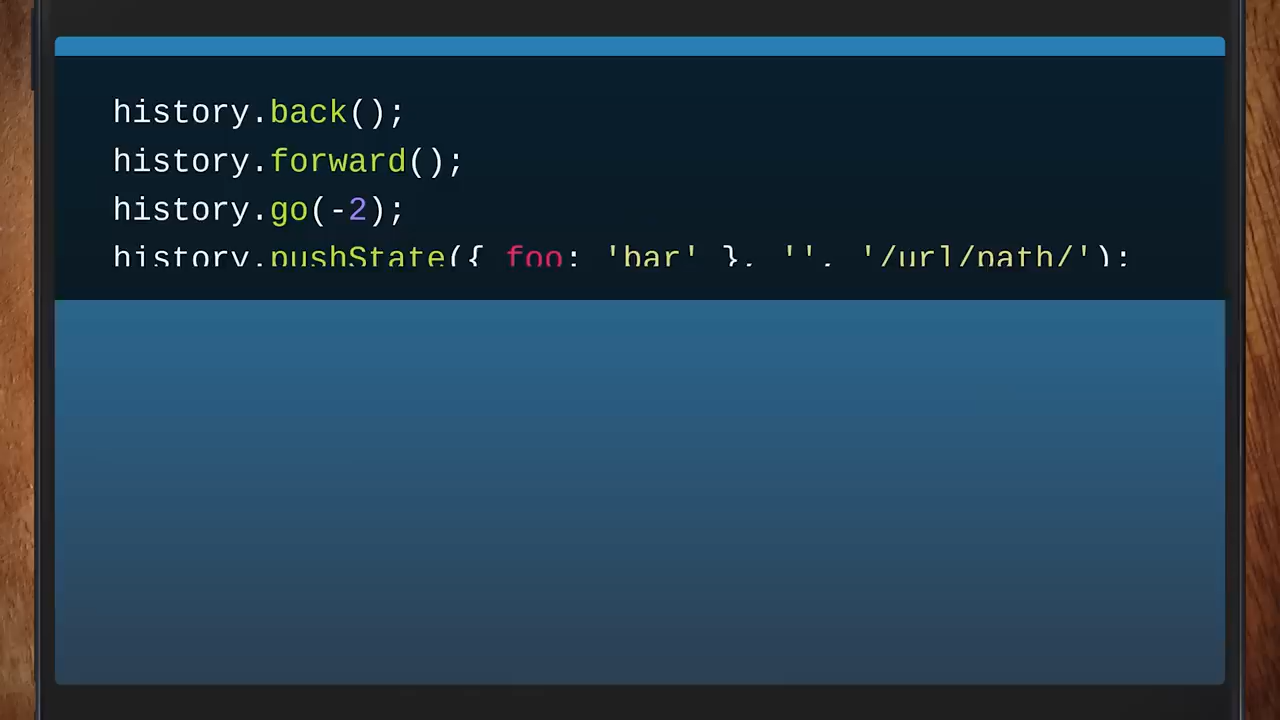 history.back();
history.forward();
history.go(-2);
history.pushState({ foo: 'bar' }, '', '/url/path/');